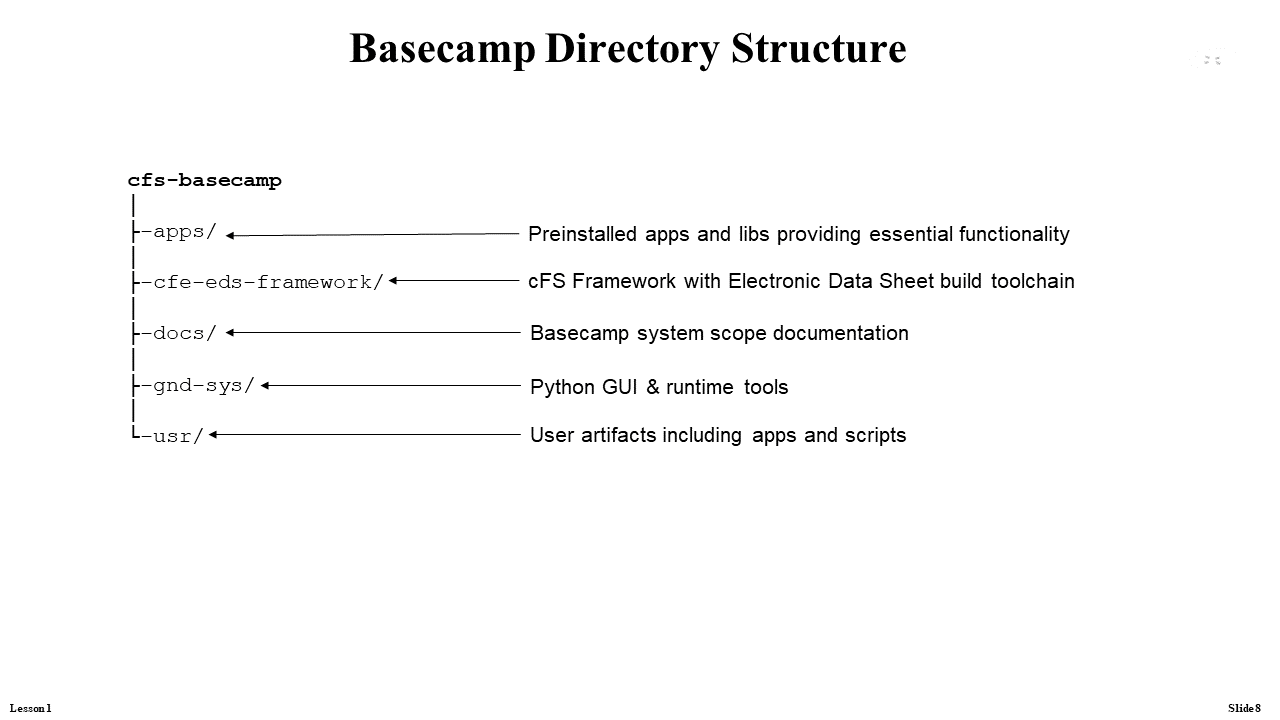 Basecamp Directory Structure
cfs-basecamp
|
├-apps/ Preinstalled apps and libs providing essential functionality
|
├-cfe-eds-framework/ cFS Framework with Electronic Data Sheet build toolchain
|
├-docs/ Basecamp system scope documentation
|
├-gnd-sys/ Python GUI & runtime tools
|
└-usr/ User artifacts including apps and scripts
Lesson 1 Slide 8